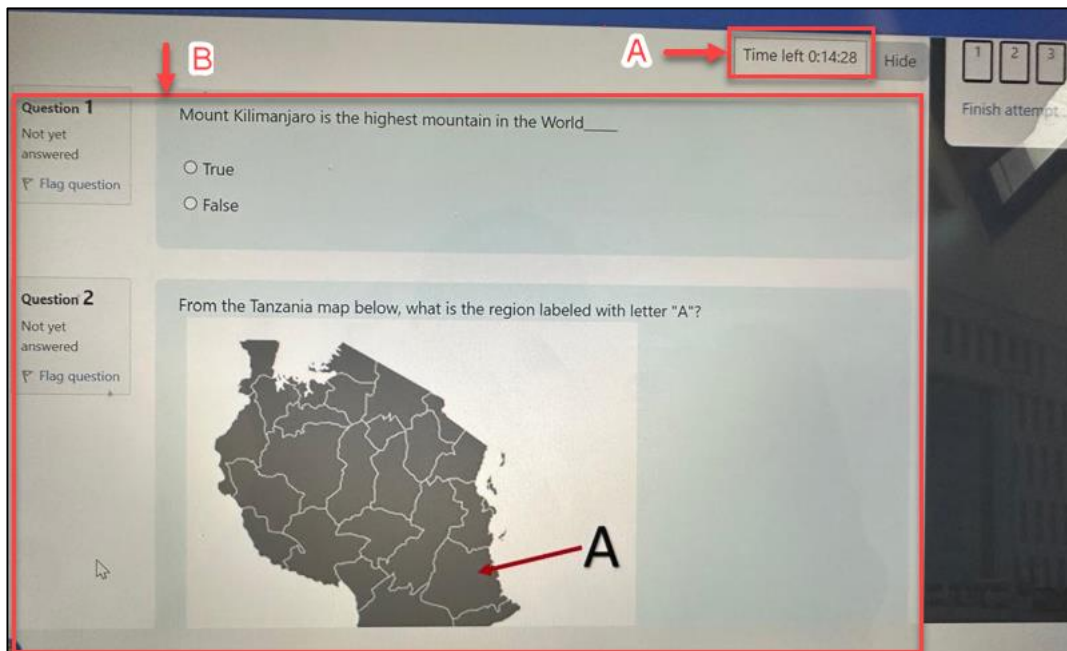 B
A
Time left 0:14:28
Hide
1 2 3
Finish attempt ...
Question 1
Not yet
answered
Flag question
Mount Kilimanjaro is the highest mountain in the World____
True
False
Question 2
Not yet
answered
Flag question
From the Tanzania map below, what is the region labeled with letter "A"?
A